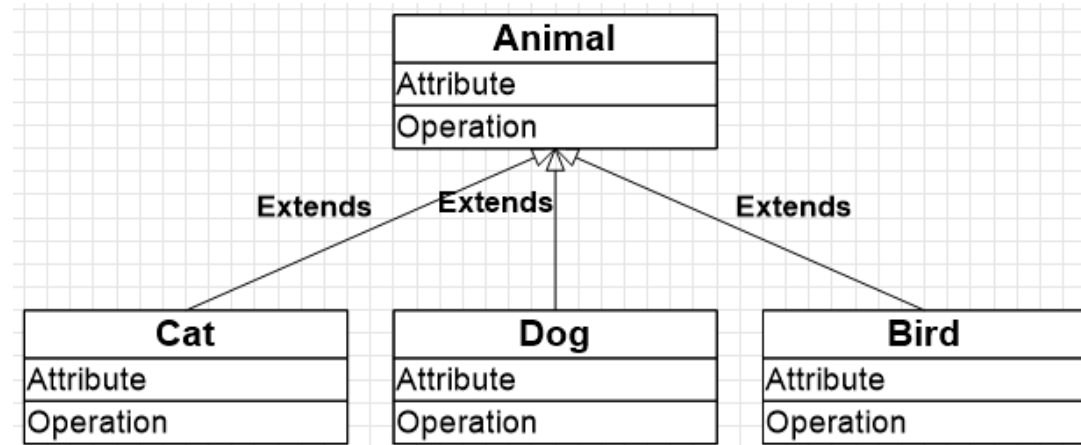 Animal
Attribute
Operation
Extends
Extends
Extends
Cat
Attribute
Operation
Dog
Attribute
Operation
Bird
Attribute
Operation